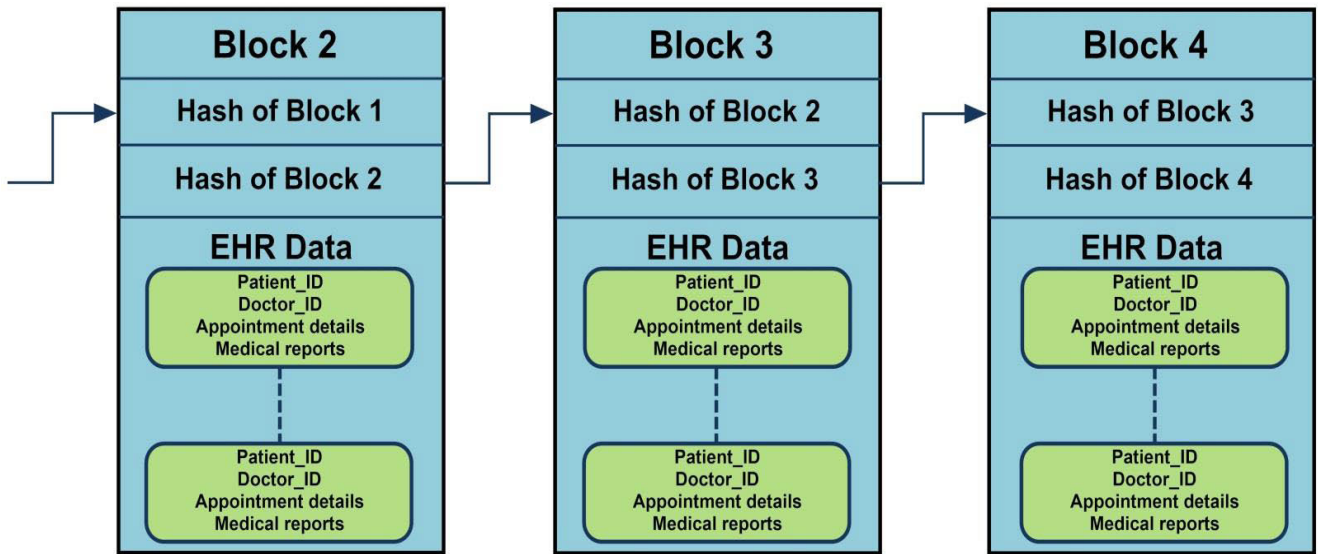 Block 2
Hash of Block 1
Hash of Block 2
EHR Data
Patient_ID
Doctor_ID
Appointment details
Medical reports
Patient_ID
Doctor_ID
Appointment details
Medical reports
Block 3
Hash of Block 2
Hash of Block 3
EHR Data
Patient_ID
Doctor_ID
Appointment details
Medical reports
Patient_ID
Doctor_ID
Appointment details
Medical reports
Block 4
Hash of Block 3
Hash of Block 4
EHR Data
Patient_ID
Doctor_ID
Appointment details
Medical reports
Patient_ID
Doctor_ID
Appointment details
Medical reports